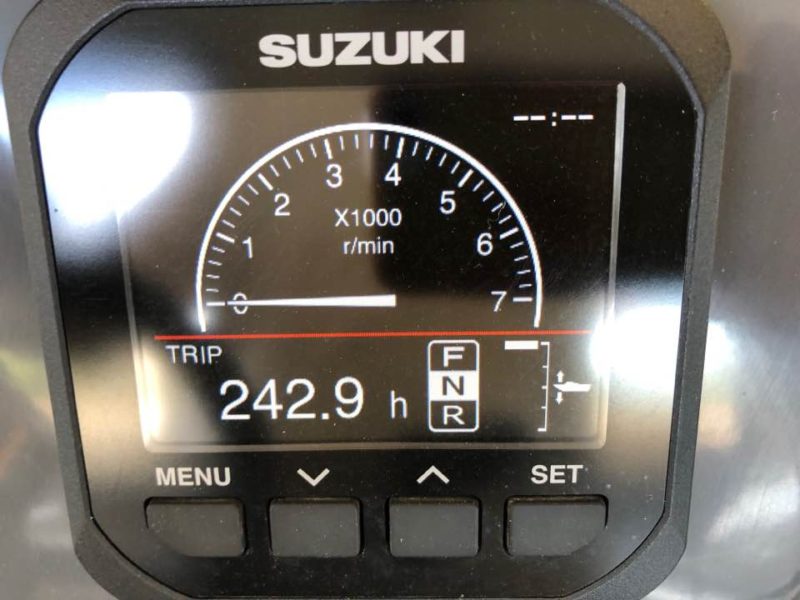 SUZUKI
--:--
0
1
2
3
4
5
6
7
X1000
r/min
TRIP
242.9 h
F
N
R
MENU
SET